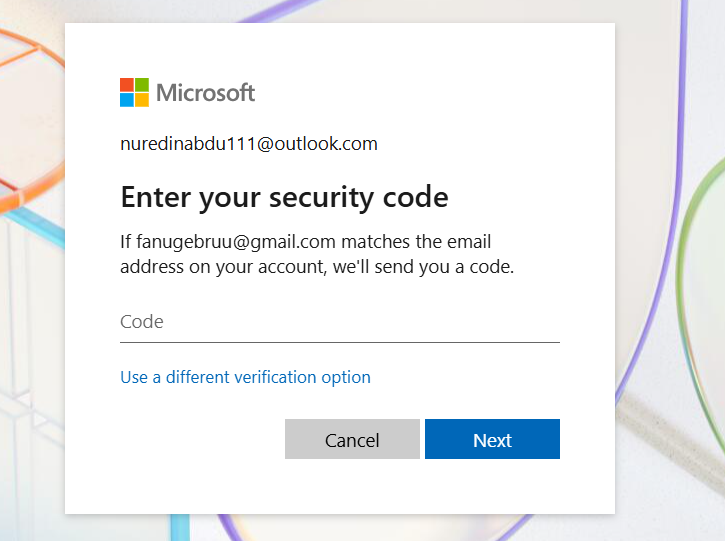 Microsoft
nuredinabdu111@outlook.com
Enter your security code
If fanugebruu@gmail.com matches the email
address on your account, we'll send you a code.
Code
Use a different verification option
Cancel
Next